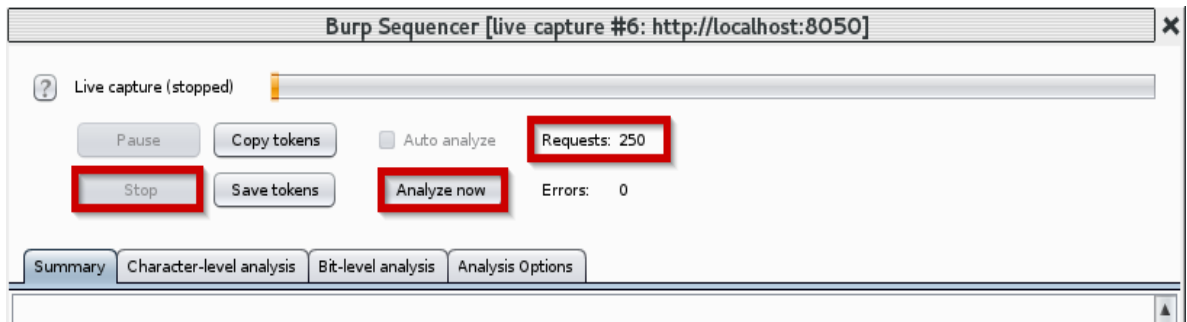 Burp Sequencer [live capture #6: http://localhost:8050]
? Live capture (stopped)
Pause Copy tokens Auto analyze Requests: 250
Stop Save tokens Analyze now Errors: 0
Summary Character-level analysis Bit-level analysis Analysis Options